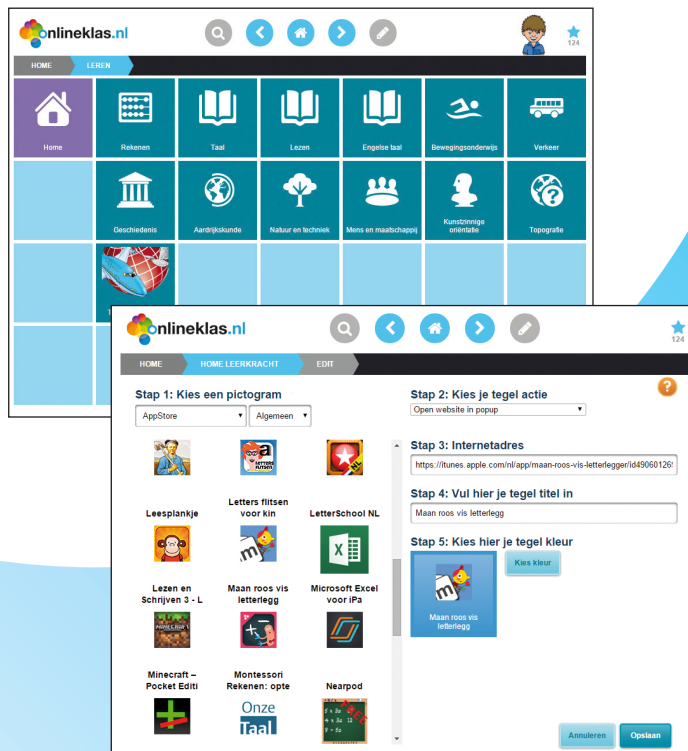 onlineklas.nl
124
HOME
LEREN
Home
Rekenen
Taal
Lezen
Engelse taal
Bewegingsonderwijs
Verkeer
Geschiedenis
Aardrijkskunde
Natuur en techniek
Mens en maatschappij
Kunstzinnige
oriëntatie
Topografie
onlineklas.nl
124
HOME
HOME LEERKRACHT
EDIT
Stap 1: Kies een pictogram
AppStore
Algemeen
LETTERS
FLITSEN
NL
Leesplankje
Letters flitsen
voor kin
LetterSchool NL
m
X
Lezen en
Schrijven 3 - L
Maan roos vis
letterlegg
Microsoft Excel
voor iPa
MINECRAFT
Minecraft –
Pocket Editi
Montessori
Rekenen: opte
Nearpod
Onze
Taal
FREE
Stap 2: Kies je tegel actie
Open website in popup
?
Stap 3: Internetadres
https://itunes.apple.com/nl/app/maan-roos-vis-letterlegger/id49060126
Stap 4: Vul hier je tegel titel in
Maan roos vis letterlegg
Stap 5: Kies hier je tegel kleur
Kies kleur
m
Maan roos vis
letterlegg
Annuleren
Opslaan